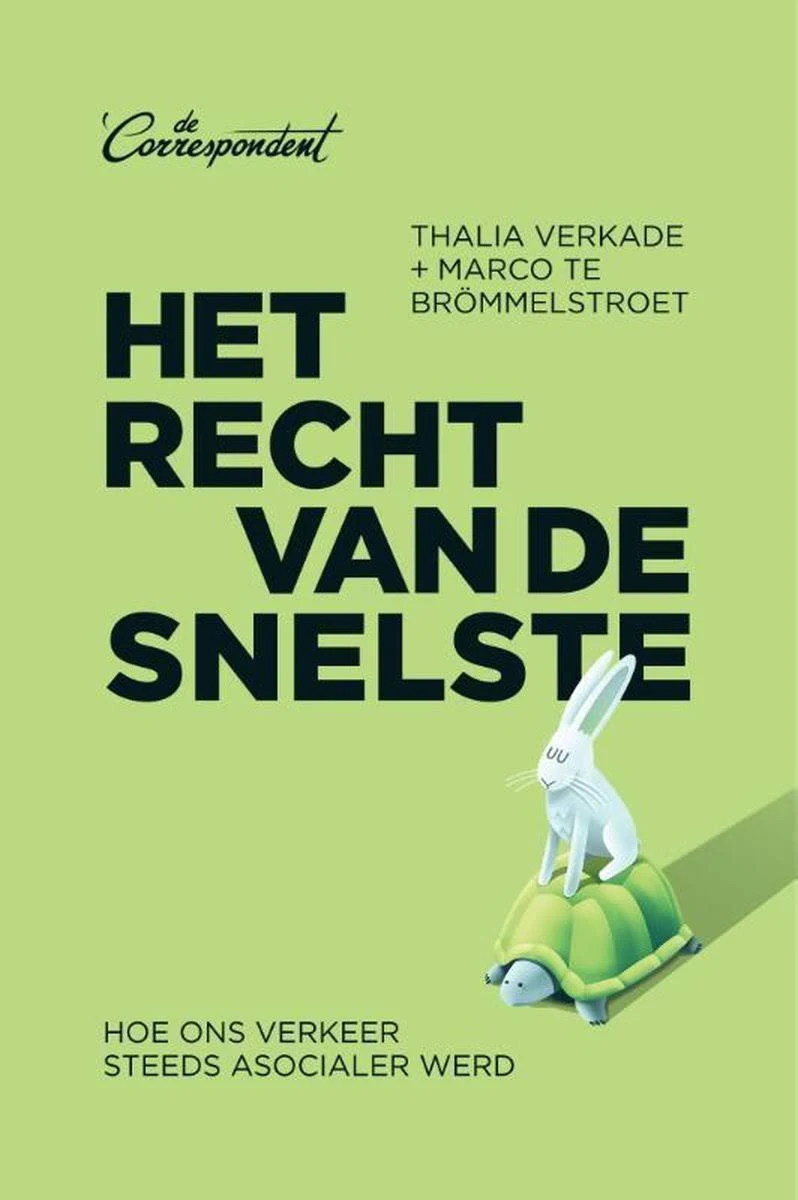 de
Correspondent
THALIA VERKADE
+ MARCO TE
BRÖMMELSTROET
HET
RECHT
VAN DE
SNELSTE
HOE ONS VERKEER
STEEDS ASOCIALER WERD